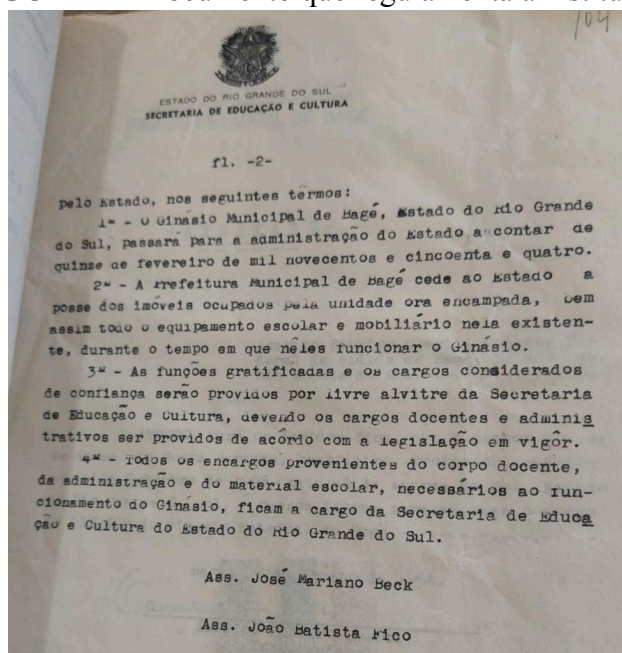 104
ESTADO DO RIO GRANDE DO SUL
SECRETARIA DE EDUCAÇÃO E CULTURA
fl. -2-
pelo Estado, nos seguintes têrmos:
1ª - O Ginásio Municipal de Bagé, Estado do Rio Grande
do Sul, passará para a administração do Estado a contar de
quinze de fevereiro de mil novecentos e cincoenta e quatro.
2ª - A Prefeitura Municipal de Bagé cede ao Estado a
posse dos imóveis ocupados pela unidade ora encampada, bem
assim todo o equipamento escolar e mobiliário nela existen-
te, durante o tempo em que nêles funcionar o Ginásio.
3ª - As funções gratificadas e os cargos considerados
de confiança serão providos por livre alvitre da Secretaria
de Educação e Cultura, devendo os cargos docentes e adminis
trativos ser providos de acôrdo com a legislação em vigôr.
4ª - Todos os encargos provenientes do corpo docente,
da administração e do material escolar, necessários ao fun-
cionamento do Ginásio, ficam a cargo da Secretaria de Educa
ção e Cultura do Estado do Rio Grande do Sul.
Ass. José Mariano Beck
Ass. João Batista Fico